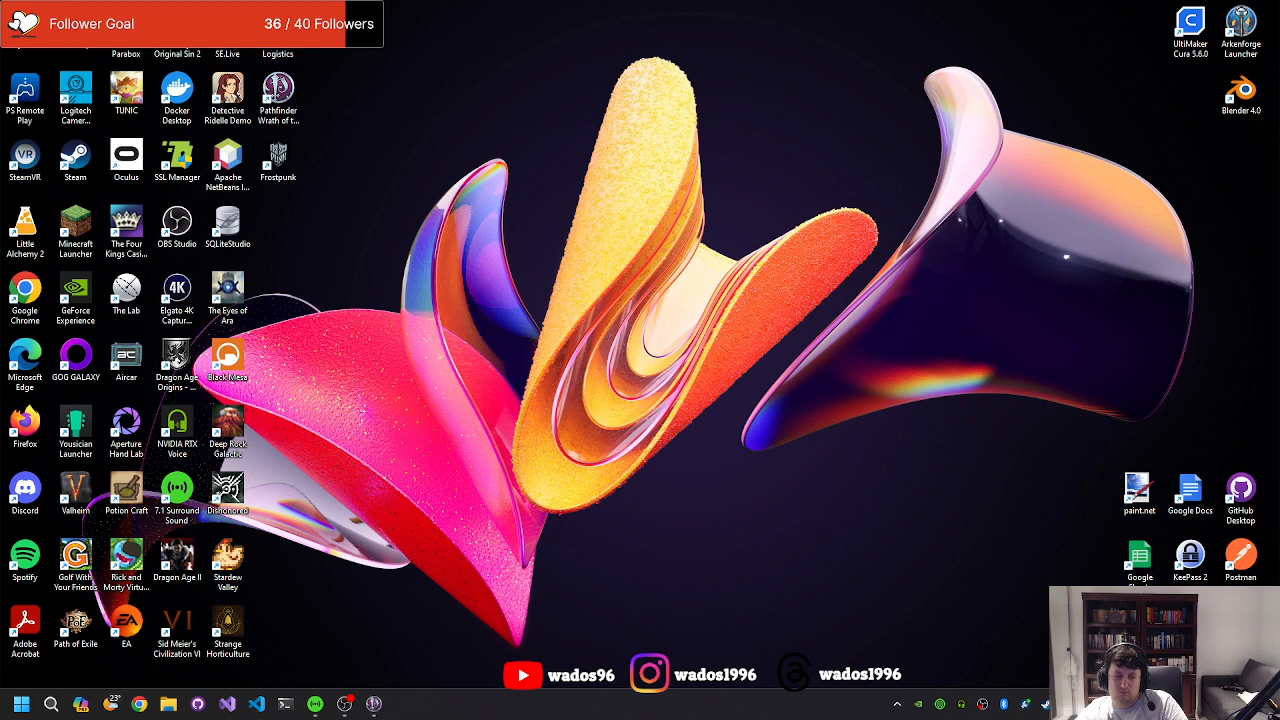 Follower Goal
36 / 40 Followers
Parabox
Original Sin 2
SE.Live
Logistics
UltiMaker
Cura 5.6.0
Arkenforge
Launcher
PS Remote
Play
Logitech
Camer...
TUNIC
Docker
Desktop
Detective
Ridelle Demo
Pathfinder
Wrath of t...
Blender 4.0
SteamVR
Steam
Oculus
SSL Manager
Apache
NetBeans I...
Frostpunk
Little
Alchemy 2
Minecraft
Launcher
The Four
Kings Casi...
OBS Studio
SQLiteStudio
Google
Chrome
GeForce
Experience
The Lab
4K
Elgato 4K
Captur...
The Eyes of
Ara
Microsoft
Edge
GOG GALAXY
ac
Aircar
Dragon Age
Origins - ...
Black Mesa
Firefox
Yousician
Launcher
Aperture
Hand Lab
NVIDIA RTX
Voice
Deep Rock
Galactic
Discord
Valheim
Potion Craft
7.1 Surround
Sound
Dishonored
paint.net
Google Docs
GitHub
Desktop
Spotify
Golf With
Your Friends
Rick and
Morty Virtu...
Dragon Age II
Stardew
Valley
Google
KeePass 2
Postman
Adobe
Acrobat
Path of Exile
EA
EA
VI
Sid Meier's
Civilization VI
Strange
Horticulture
wados96
wados1996
wados1996
23°